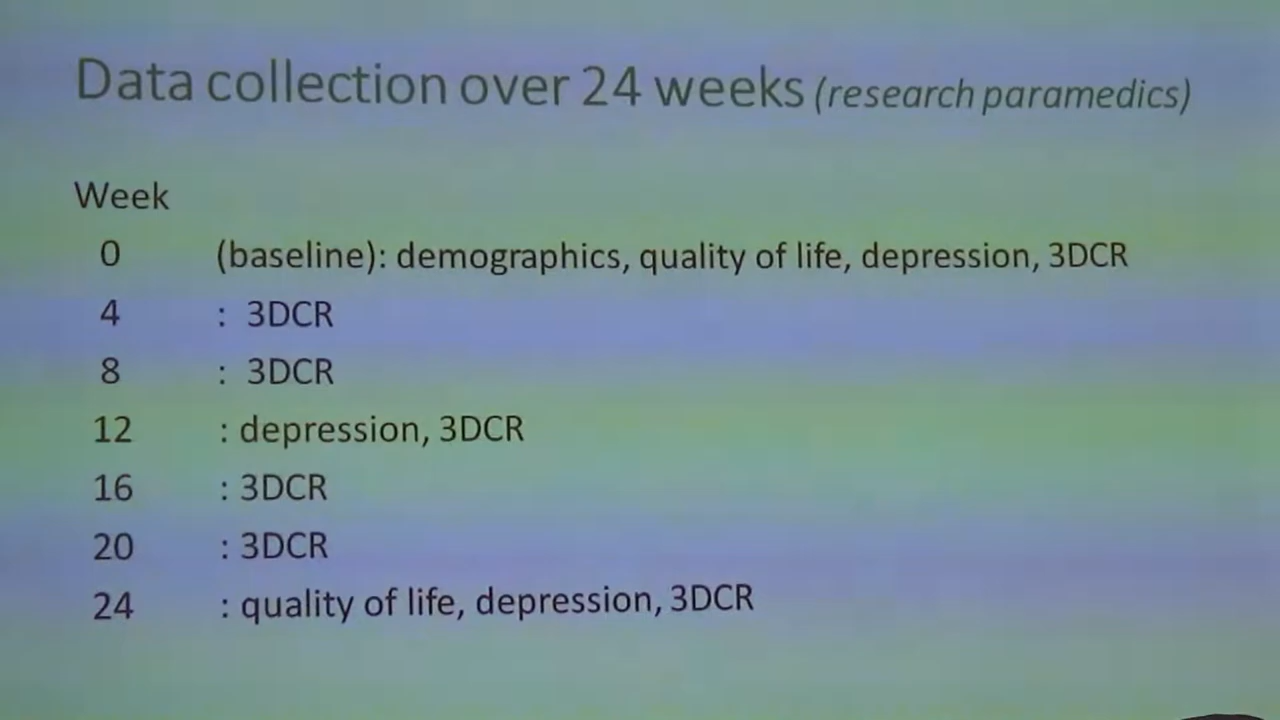 Data collection over 24 weeks (research paramedics)
Week
0 (baseline): demographics, quality of life, depression, 3DCR
4 : 3DCR
8 : 3DCR
12 : depression, 3DCR
16 : 3DCR
20 : 3DCR
24 : quality of life, depression, 3DCR